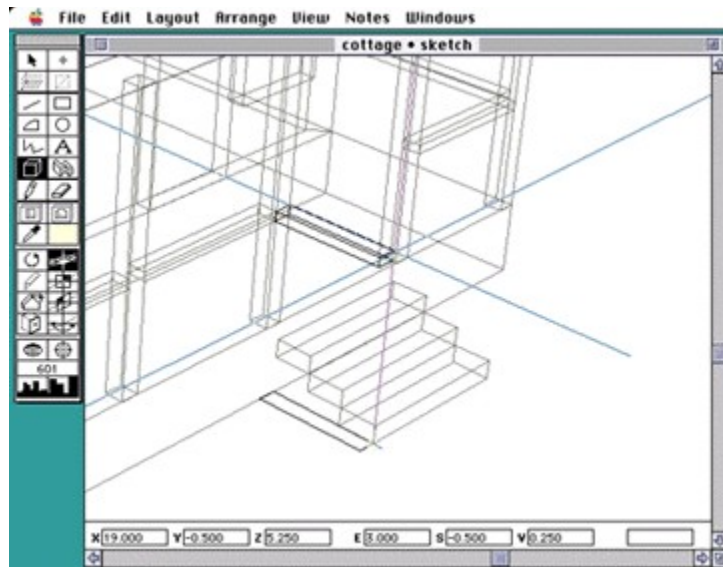 File Edit Layout Arrange View Notes Windows
cottage • sketch
A
601
X 19.000 Y -0.500 Z 5.250 E 3.000 S -0.500 V 0.250